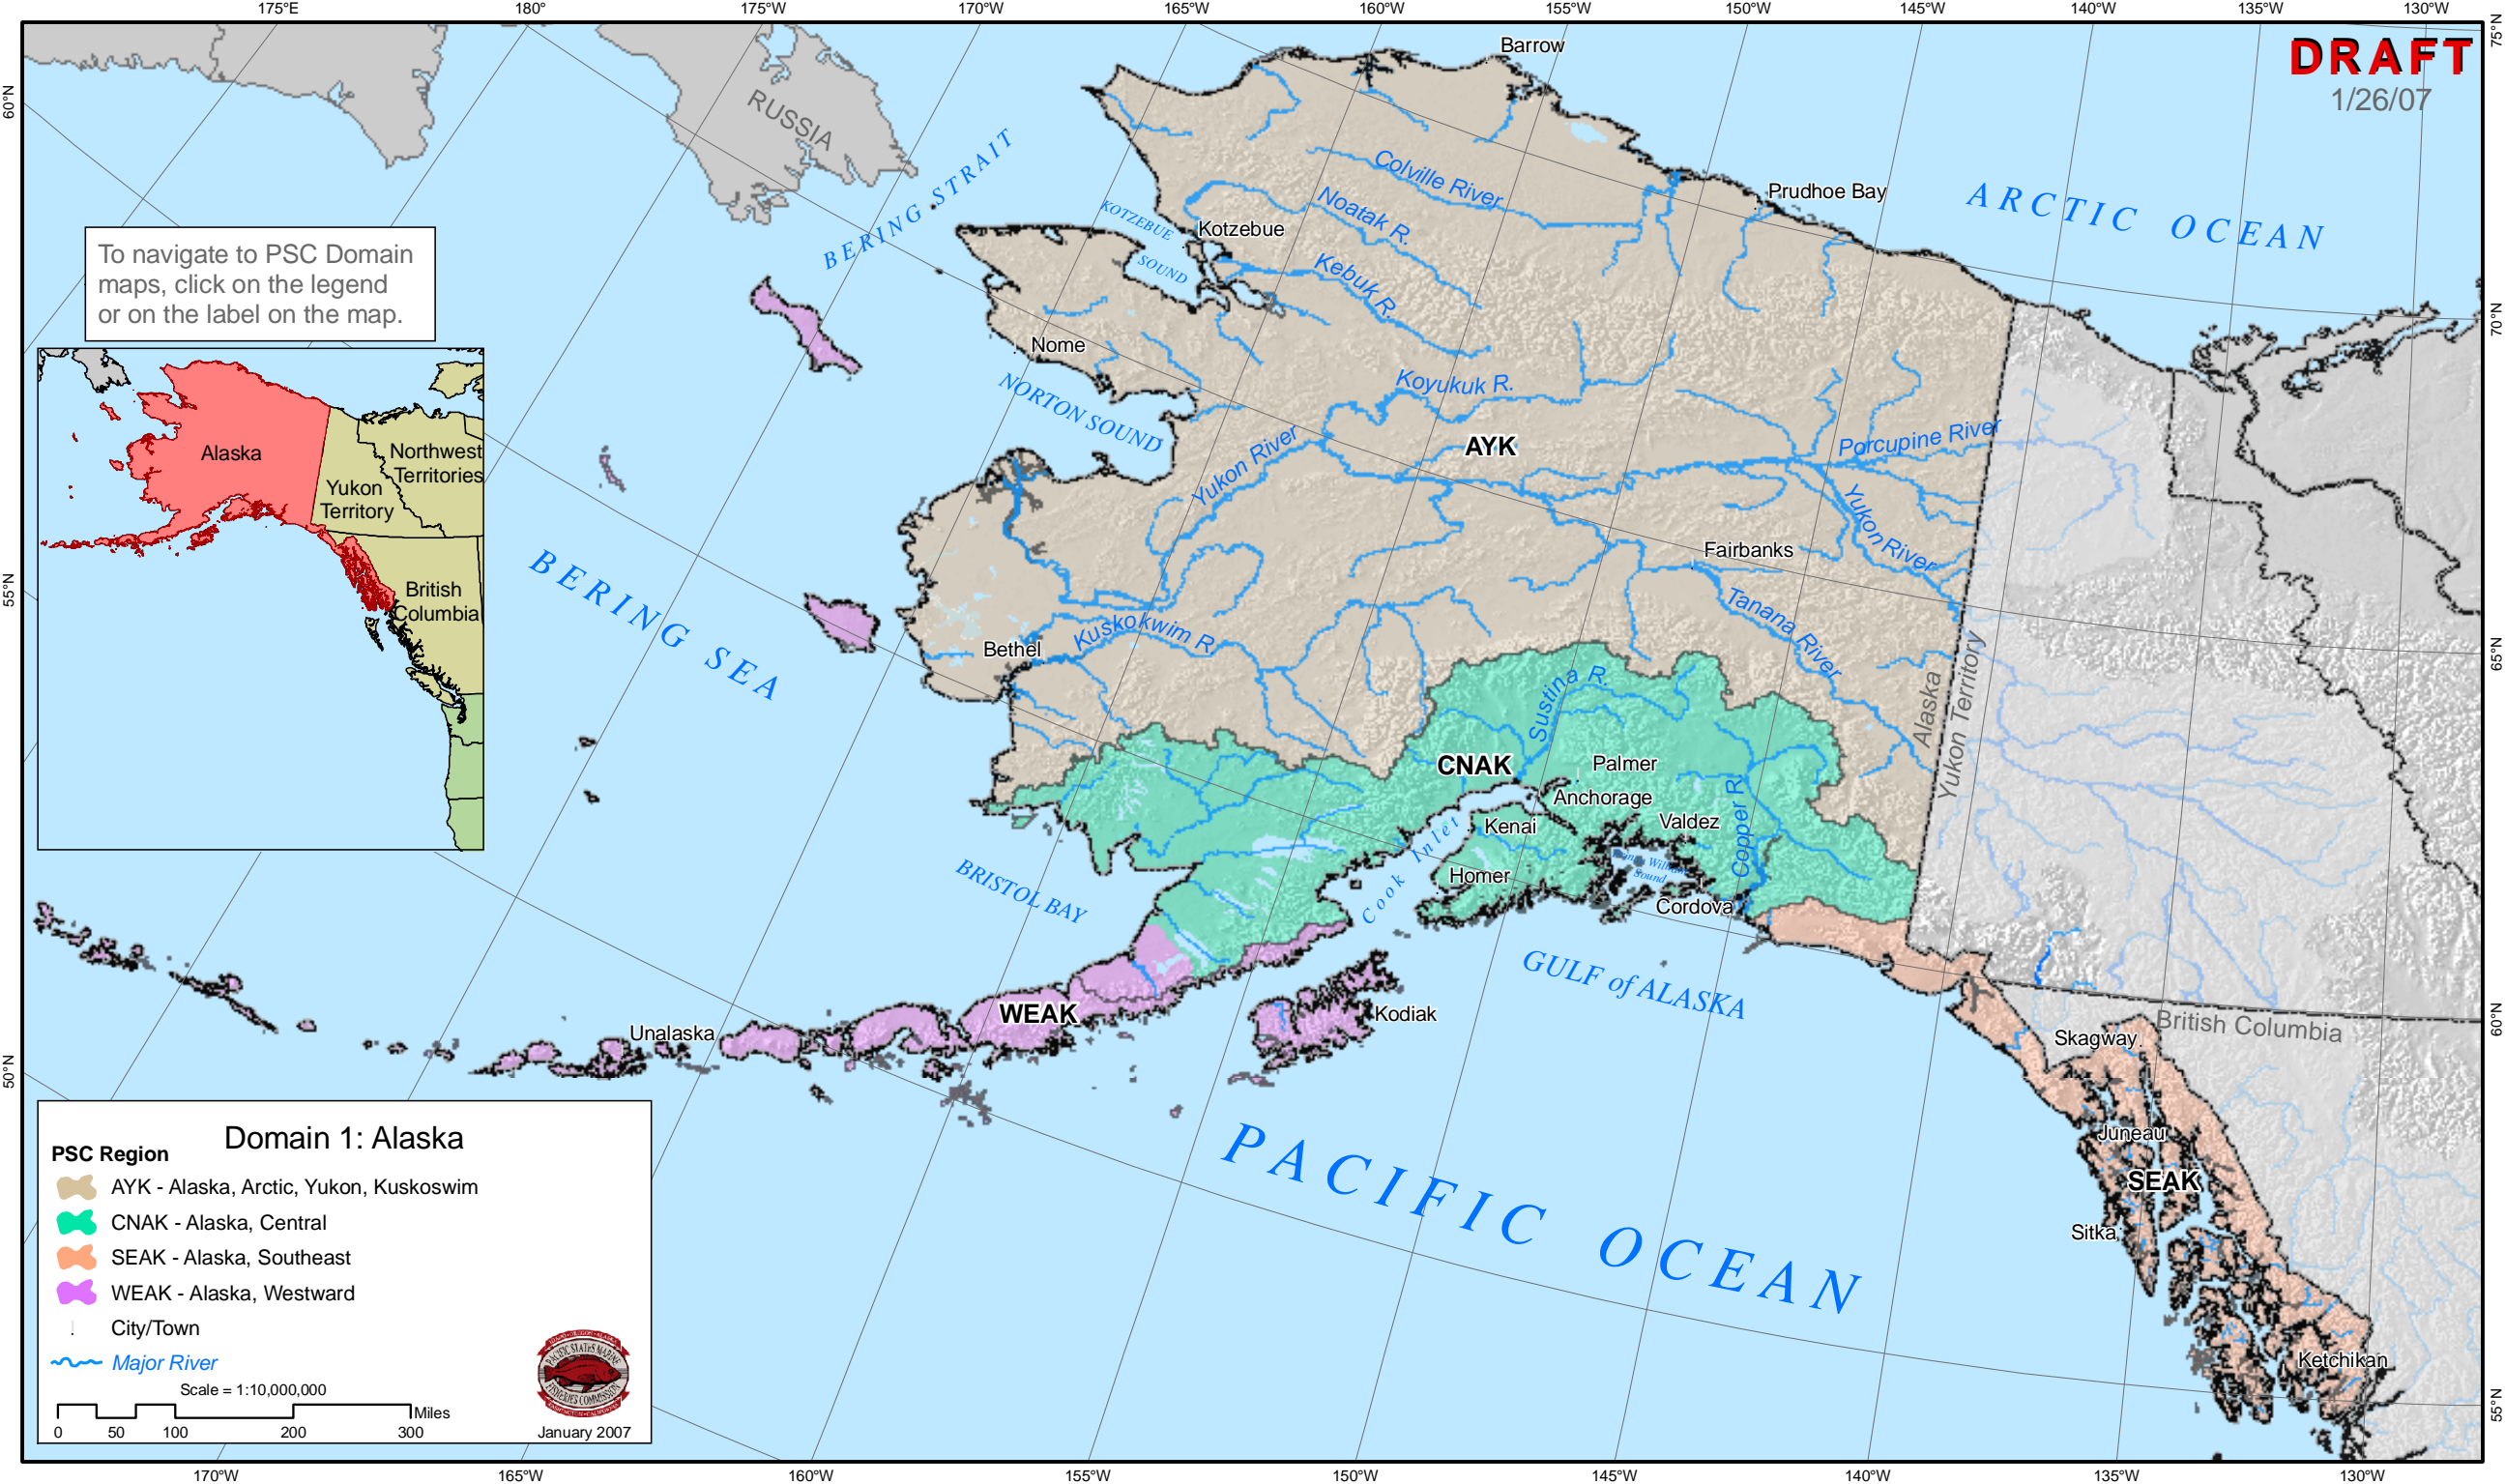 175°E
180°
175°W
170°W
165°W
160°W
155°W
150°W
145°W
140°W
135°W
130°W
75°N
60°N
70°N
55°N
65°N
50°N
60°N
55°N
DRAFT
1/26/07
RUSSIA
BERING STRAIT
ARCTIC OCEAN
Barrow
Prudhoe Bay
Colville River
Noatak R.
KOTZEBUE
SOUND
Kotzebue
Kebuk R.
Nome
NORTON SOUND
Koyukuk R.
AYK
Porcupine River
Yukon River
Yukon River
Fairbanks
Tanana River
BERING SEA
Bethel
Kuskokwim R.
Alaska
Yukon Territory
Sustina R.
CNAK
Palmer
Anchorage
Kenai
Valdez
Copper R.
Cook Inlet
Homer
Sound
Cordova
BRISTOL BAY
GULF of ALASKA
WEAK
Kodiak
Unalaska
British Columbia
Skagway
Juneau
SEAK
Sitka
Ketchikan
PACIFIC OCEAN
To navigate to PSC Domain
maps, click on the legend
or on the label on the map.
Alaska
Northwest
Territories
Yukon
Territory
British
Columbia
Domain 1: Alaska
PSC Region
AYK - Alaska, Arctic, Yukon, Kuskoswim
CNAK - Alaska, Central
SEAK - Alaska, Southeast
WEAK - Alaska, Westward
City/Town
Major River
Scale = 1:10,000,000
Miles
0 50 100 200 300
PACIFIC STATES MARINE
FISHERIES COMMISSION
January 2007
170°W
165°W
160°W
155°W
150°W
145°W
140°W
135°W
130°W